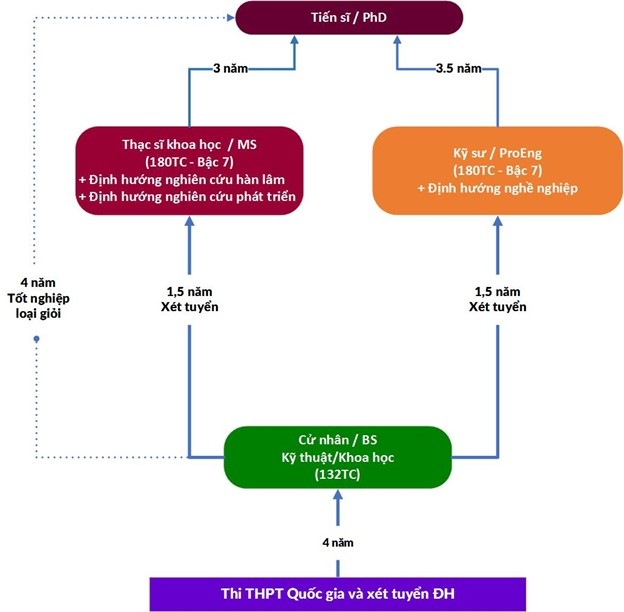 Tiến sĩ / PhD
3 năm
3.5 năm
Thạc sĩ khoa học / MS
(180TC - Bậc 7)
+ Định hướng nghiên cứu hàn lâm
+ Định hướng nghiên cứu phát triển
Kỹ sư / ProEng
(180TC - Bậc 7)
+ Định hướng nghề nghiệp
4 năm
Tốt nghiệp
loại giỏi
1,5 năm
Xét tuyển
1,5 năm
Xét tuyển
Cử nhân / BS
Kỹ thuật/Khoa học
(132TC)
4 năm
Thi THPT Quốc gia và xét tuyển ĐH